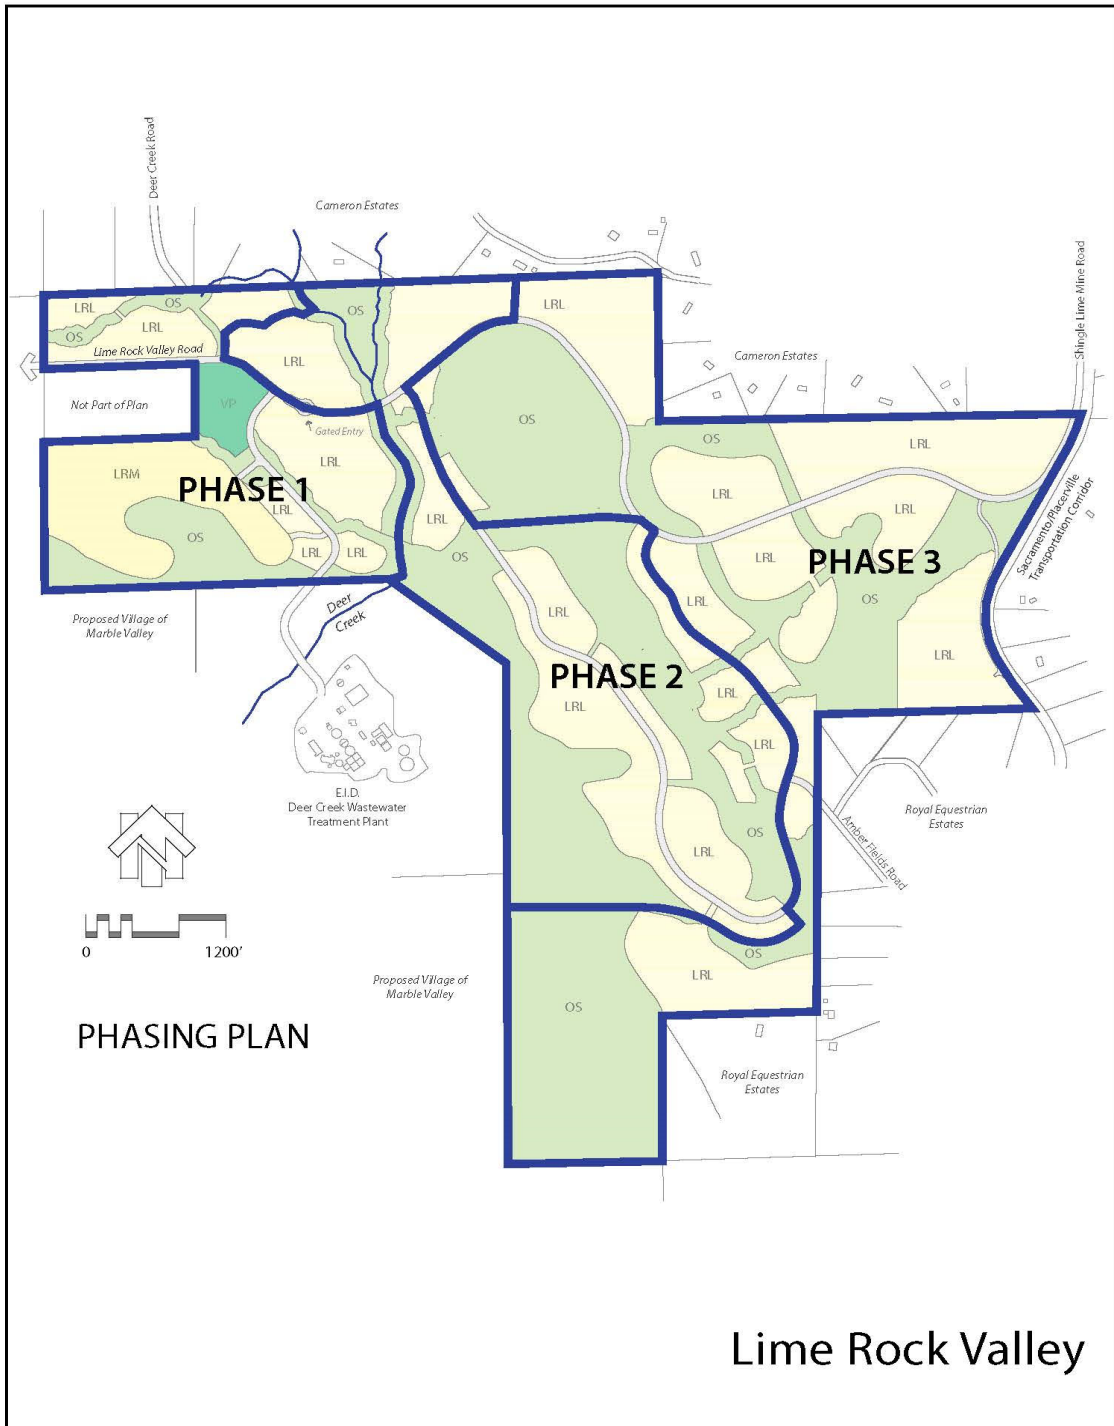 Deer Creek Road
Cameron Estates
Shingle Lime Mine Road
LRL
OS
OS
LRL
LRL
OS
LRL
Lime Rock Valley Road
LRL
Cameron Estates
Not Part of Plan
VP
Gated Entry
OS
OS
LRL
LRM
PHASE 1
LRL
LRL
LRL
LRL
LRL
OS
LRL
LRL
OS
LRL
PHASE 3
Sacramento/Placerville
Transportation Corridor
OS
Deer
Creek
Proposed Village of
Marble Valley
LRL
LRL
LRL
PHASE 2
LRL
LRL
LRL
E.I.D.
Deer Creek Wastewater
Treatment Plant
OS
LRL
Amber Fields Road
Royal Equestrian
Estates
0
1200'
Proposed Village of
Marble Valley
OS
LRL
OS
PHASING PLAN
Royal Equestrian
Estates
Lime Rock Valley